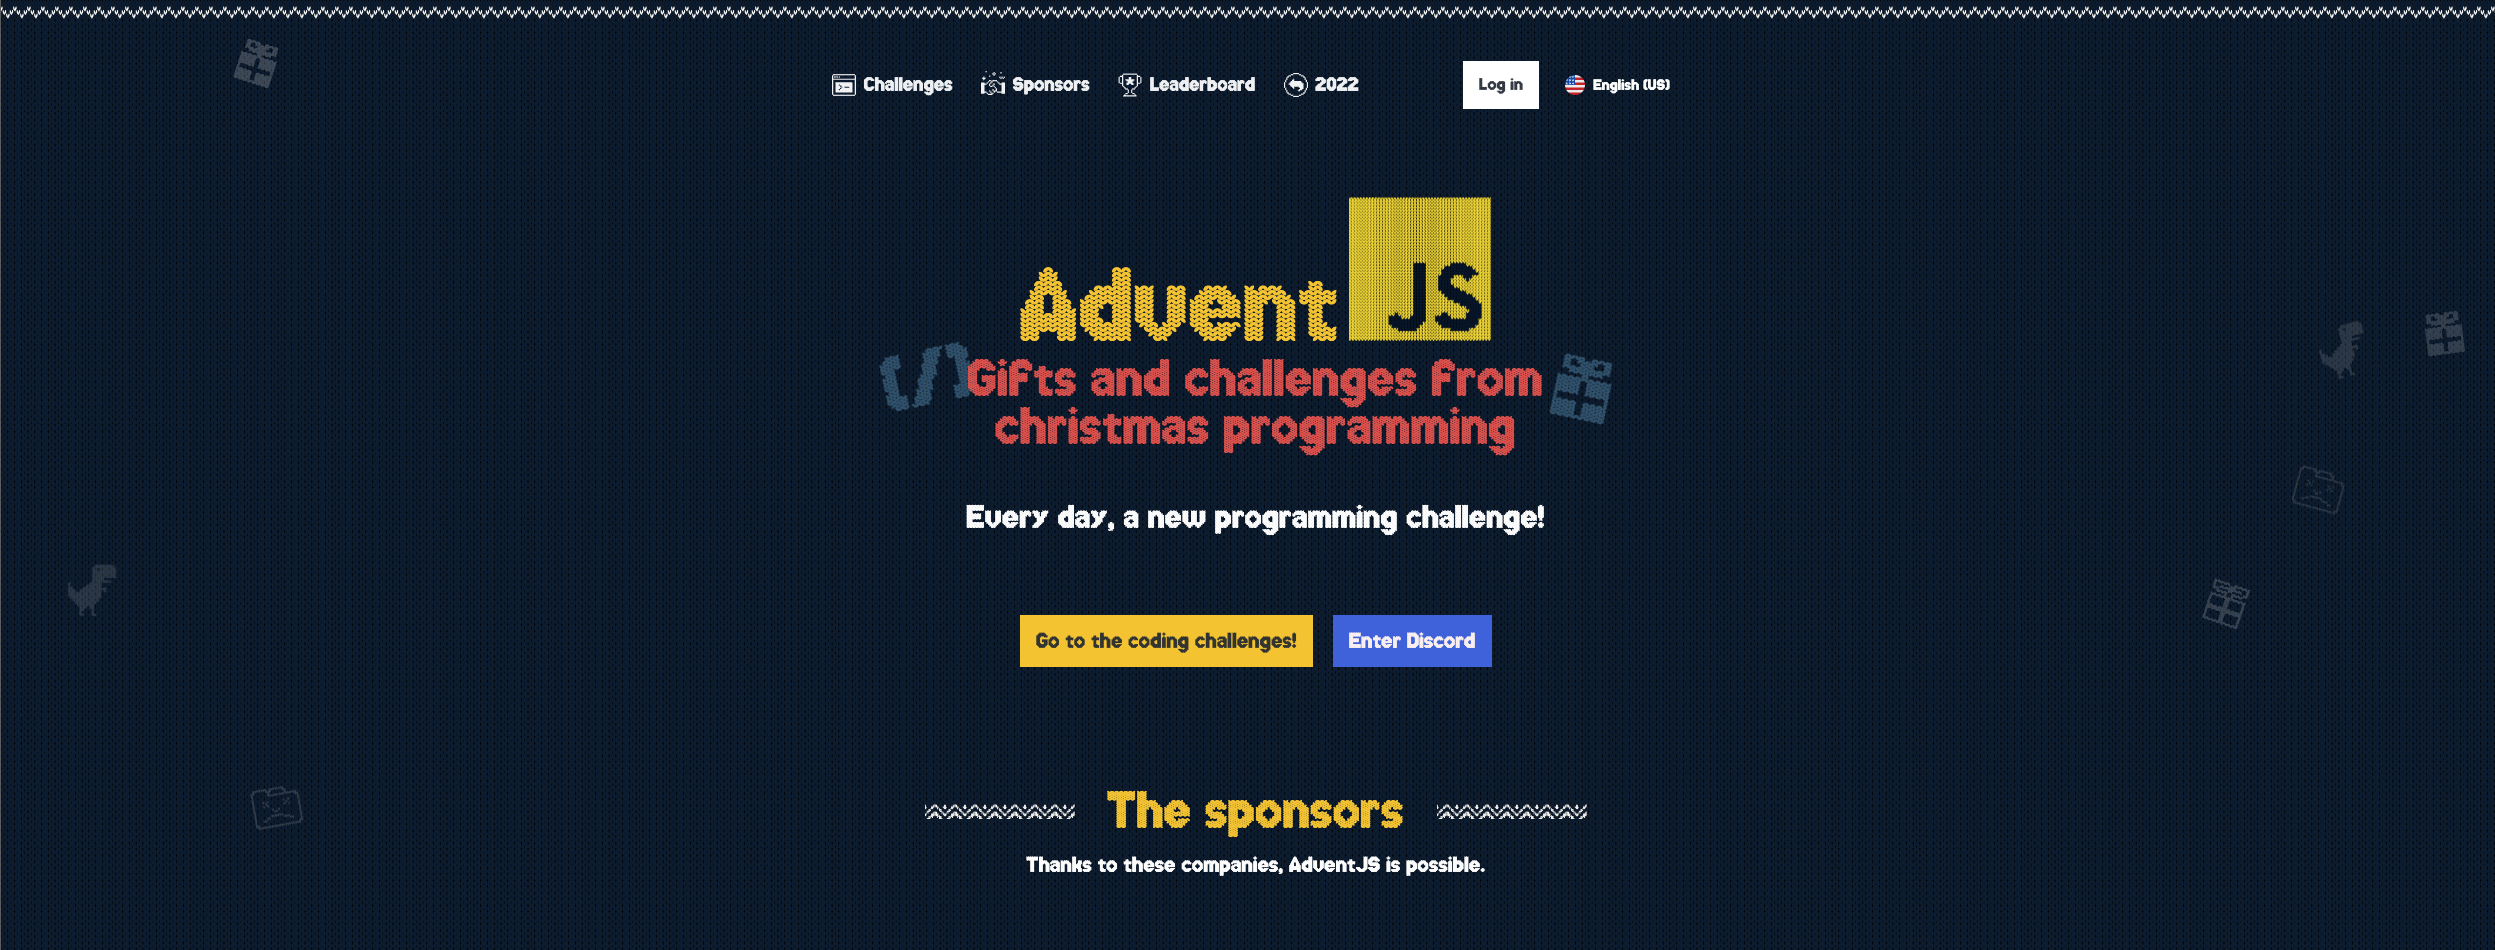 Challenges Sponsors Leaderboard 2022 Log in English (US)
Advent JS
{/}
Gifts and challenges from
christmas programming
Every day, a new programming challenge!
Go to the coding challenges! Enter Discord
The sponsors
Thanks to these companies, AdventJS is possible.